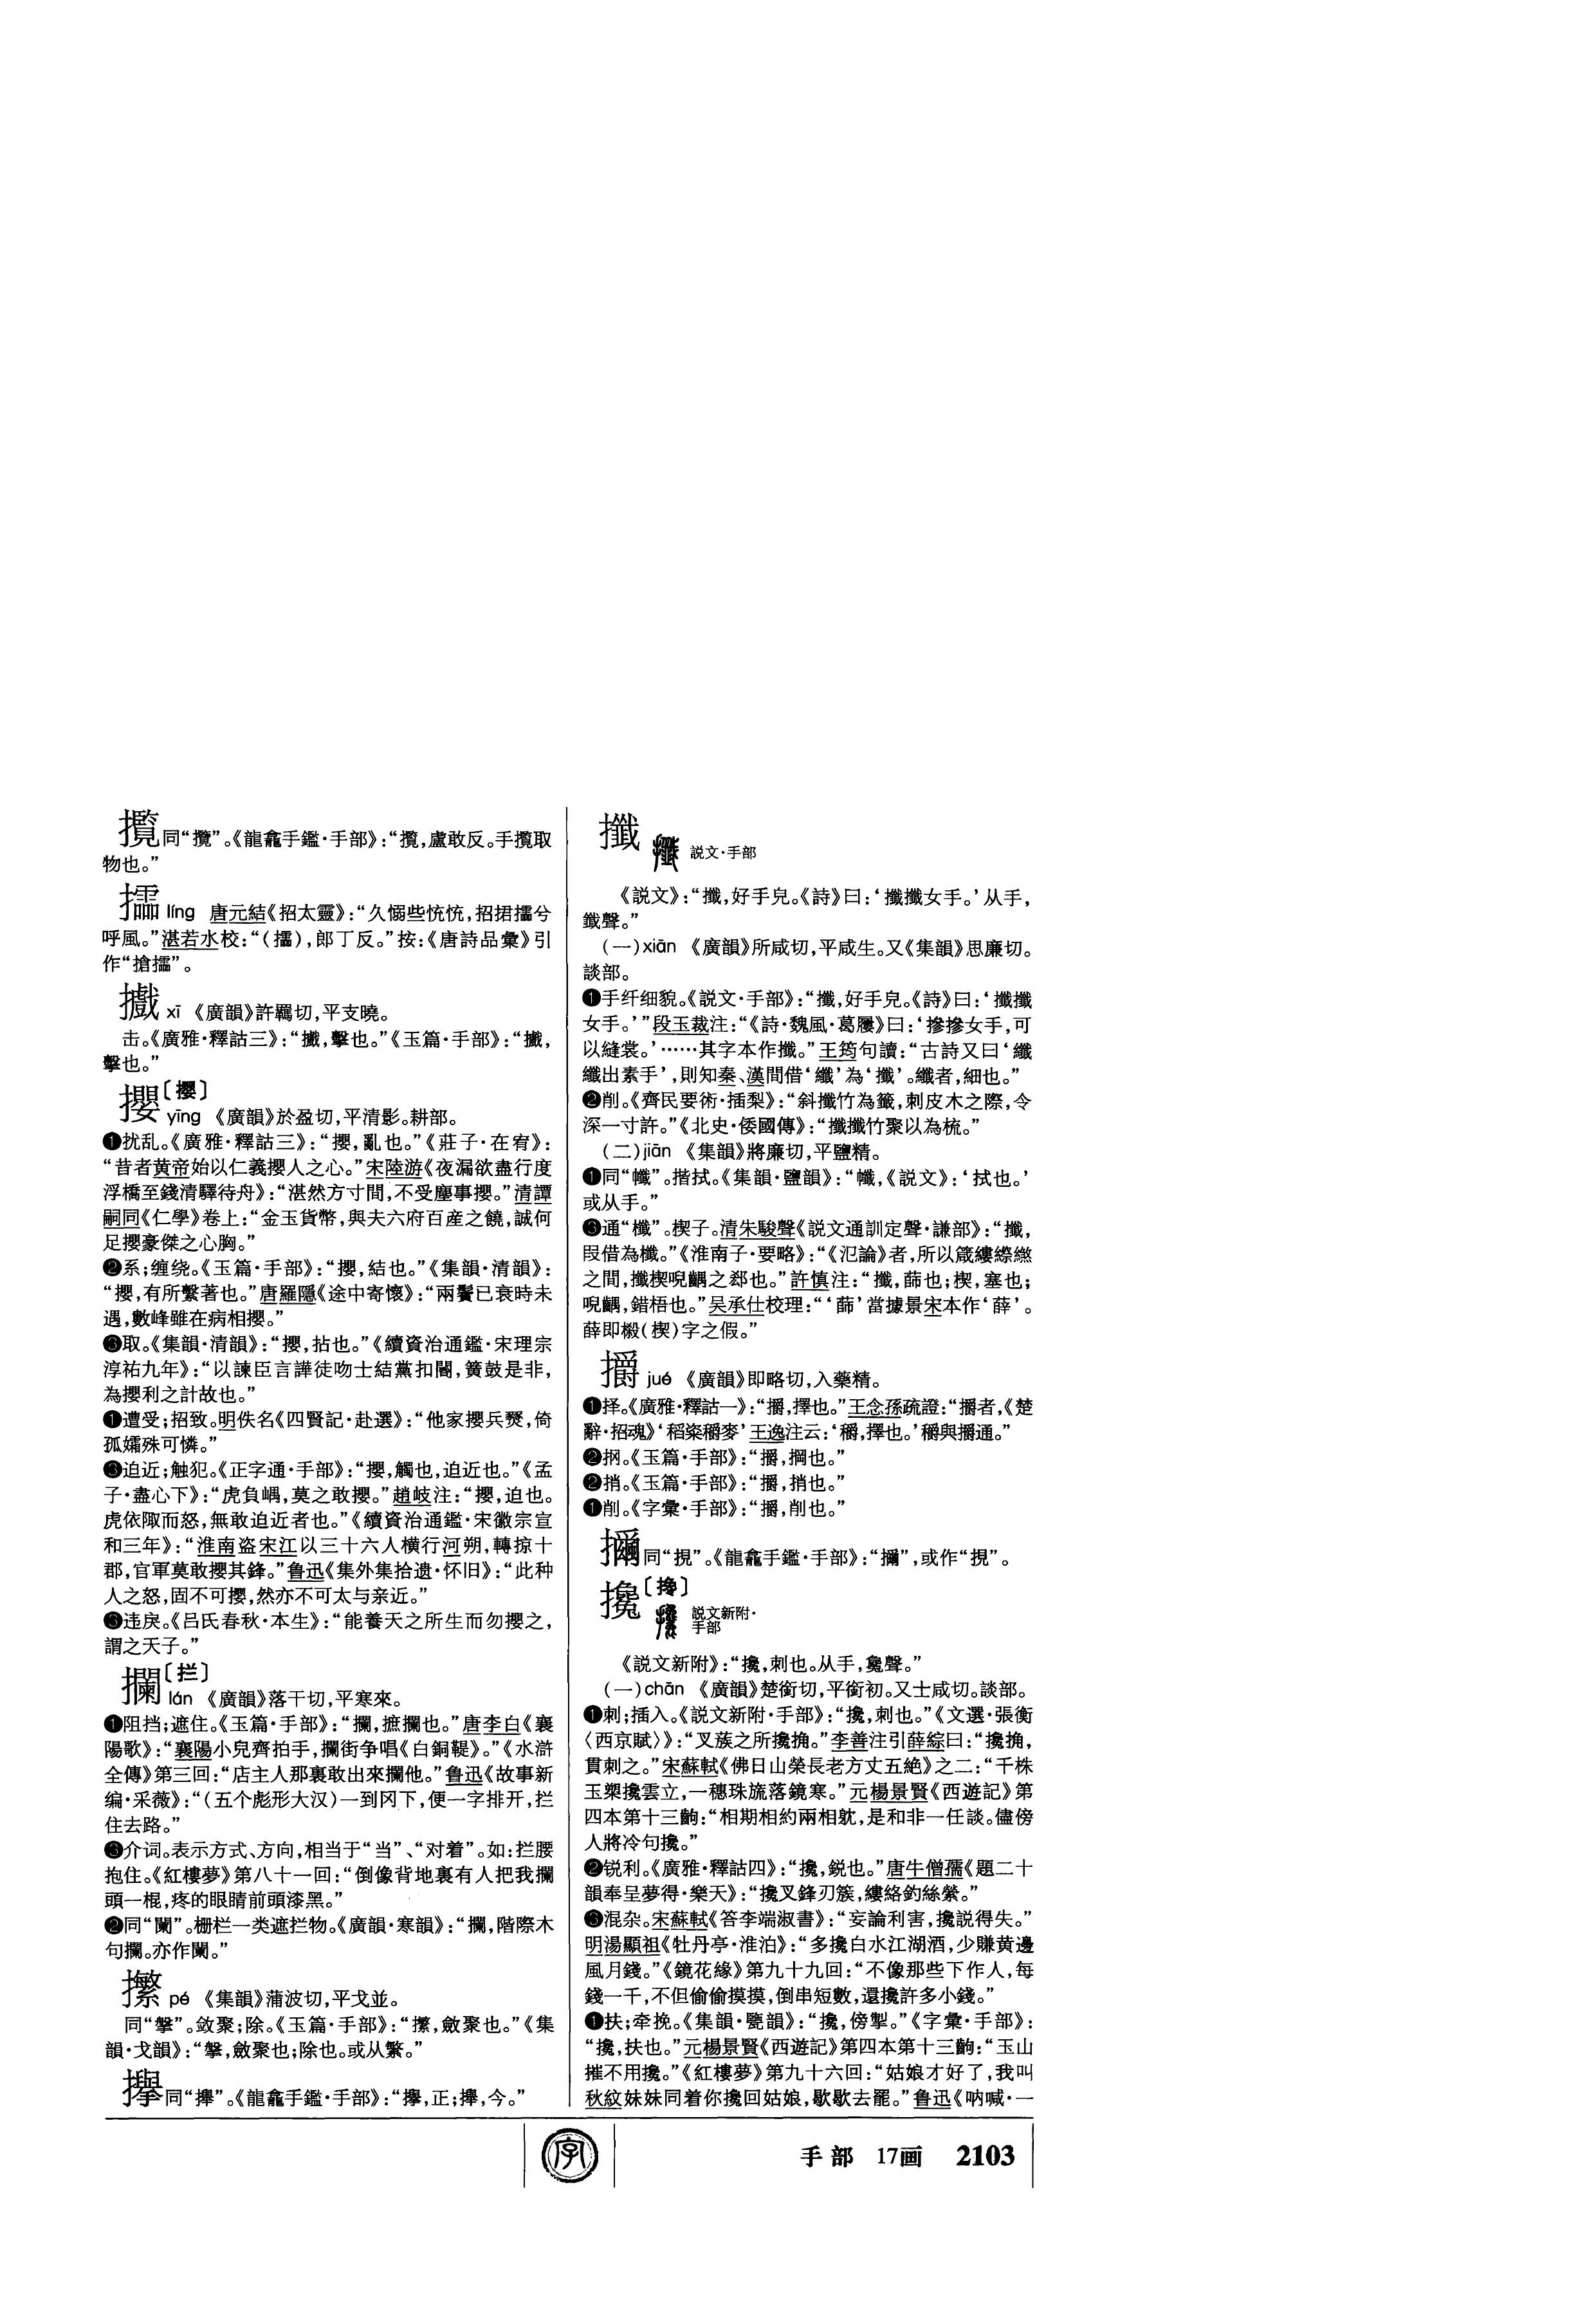 擥同“攬”。《龍龕手鑑·手部》：“擥，盧敢反。手擥取
物也。”
㩆 líng 唐元結《招太靈》：“久愵些怳怳，招捃㩆兮
呼風。”湛若水校：“（㩆），郎丁反。”按：《唐詩品彙》引
作“搶㩆”。
㩠 xī 《廣韻》許羈切，平支曉。
击。《廣雅·釋詁三》：“㩠，擊也。”《玉篇·手部》：“㩠，
擊也。”
攖〔撄〕
yīng 《廣韻》於盈切，平清影。耕部。
❶扰乱。《廣雅·釋詁三》：“攖，亂也。”《莊子·在宥》：
“昔者黄帝始以仁義攖人之心。”宋陸游《夜漏欲盡行度
浮橋至錢清驛待舟》：“湛然方寸間，不受塵事攖。”清譚
嗣同《仁學》卷上：“金玉貨幣，與夫六府百産之饒，誠何
足攖豪傑之心胸。”
❷系；缠绕。《玉篇·手部》：“攖，結也。”《集韻·清韻》：
“攖，有所繫著也。”唐羅隱《途中寄懷》：“兩鬢已衰時未
遇，數峰雖在病相攖。”
❸取。《集韻·清韻》：“攖，拈也。”《續資治通鑑·宋理宗
淳祐九年》：“以諫臣言譁徒吻士結黨扣閽，簧鼓是非，
為攖利之計故也。”
❶遭受；招致。明佚名《四賢記·赴選》：“他家攖兵燹，倚
孤孀殊可憐。”
❸迫近；触犯。《正字通·手部》：“攖，觸也，迫近也。”《孟
子·盡心下》：“虎負嵎，莫之敢攖。”趙岐注：“攖，迫也。
虎依陬而怒，無敢迫近者也。”《續資治通鑑·宋徽宗宣
和三年》：“淮南盗宋江以三十六人横行河朔，轉掠十
郡，官軍莫敢攖其鋒。”鲁迅《集外集拾遗·怀旧》：“此种
人之怒，固不可攖，然亦不可太与亲近。”
❸违戾。《吕氏春秋·本生》：“能養天之所生而勿攖之，
謂之天子。”
攔〔拦〕
lán 《廣韻》落干切，平寒來。
❶阻挡；遮住。《玉篇·手部》：“攔，摭攔也。”唐李白《襄
陽歌》：“襄陽小兒齊拍手，攔街争唱《白銅鞮》。”《水滸
全傳》第三回：“店主人那裏敢出來攔他。”鲁迅《故事新
编·采薇》：“（五个彪形大汉）一到冈下，便一字排开，拦
住去路。”
❸介词。表示方式、方向，相当于“当”、“对着”。如：拦腰
抱住。《紅樓夢》第八十一回：“倒像背地裏有人把我攔
頭一棍，疼的眼睛前頭漆黑。”
❷同“闌”。栅栏一类遮拦物。《廣韻·寒韻》：“攔，階際木
句攔。亦作闌。”
㩯 pé 《集韻》蒲波切，平戈並。
同“搫”。敛聚；除。《玉篇·手部》：“㩯，斂聚也。”《集
韻·戈韻》：“搫，斂聚也；除也。或从繁。”
同《龍龕手鑑·手部》：“，正；，今。”
攕 説文·手部
《説文》：“攕，好手皃。《詩》曰：‘攕攕女手。’从手，
韱聲。”
（一）xiān 《廣韻》所咸切，平咸生。又《集韻》思廉切。
談部。
❶手纤细貌。《説文·手部》：“攕，好手皃。《詩》曰：‘攕攕
女手。’”段玉裁注：“《詩·魏風·葛屨》曰：‘摻摻女手，可
以縫裳。’……其字本作攕。”王筠句讀：“古詩又曰‘纖
纖出素手’，則知秦、漢間借‘纖’為‘攕’。纖者，細也。”
❷削。《齊民要術·插梨》：“斜攕竹為籤，刺皮木之際，令
深一寸許。”《北史·倭國傳》：“攕攕竹聚以為梳。”
（二）jiān 《集韻》將廉切，平鹽精。
❶同“㡨”。揩拭。《集韻·鹽韻》：“㡨，《説文》：‘拭也。’
或从手。”
❸通“櫼”。楔子。清朱駿聲《説文通訓定聲·謙部》：“攕，
叚借為櫼。”《淮南子·要略》：“《氾論》者，所以箴縷縩繺
之間，攕楔唲齵之郄也。”許慎注：“攕，篩也；楔，塞也；
唲齵，錯梧也。”吴承仕校理：“‘篩’當據景宋本作‘薛’。
薛即樧（楔）字之假。”
㩱 jué 《廣韻》即略切，入藥精。
❶择。《廣雅·釋詁一》：“㩱，擇也。”王念孫疏證：“㩱者，《楚
辭·招魂》‘稻粢穱麥’王逸注云：‘穱，擇也。’穱與㩱通。”
❷㧏。《玉篇·手部》：“㩱，掆也。”
❷捎。《玉篇·手部》：“㩱，捎也。”
❶削。《字彙·手部》：“㩱，削也。”
同“挩”。《龍龕手鑑·手部》：“”，或作“挩”。
攙〔搀〕 説文新附·
手部
《説文新附》：“攙，刺也。从手，毚聲。”
（一）chān 《廣韻》楚銜切，平銜初。又士咸切。談部。
❶刺；插入。《説文新附·手部》：“攙，刺也。”《文選·張衡
〈西京賦〉》：“叉蔟之所攙捔。”李善注引薛綜曰：“攙捔，
貫刺之。”宋蘇軾《佛日山榮長老方丈五絶》之二：“千株
玉槊攙雲立，一穗珠旒落鏡寒。”元楊景賢《西遊記》第
四本第十三齣：“相期相約兩相躭，是和非一任談。儘傍
人將冷句攙。”
❷锐利。《廣雅·釋詁四》：“攙，鋭也。”唐牛僧孺《題二十
韻奉呈夢得·樂天》：“攙叉鋒刃簇，縷絡釣絲縈。”
❸混杂。宋蘇軾《答李端淑書》：“妄論利害，攙説得失。”
明湯顯祖《牡丹亭·淮泊》：“多攙白水江湖酒，少賺黄邊
風月錢。”《鏡花緣》第九十九回：“不像那些下作人，每
錢一千，不但偷偷摸摸，倒串短數，還攙許多小錢。”
❶扶；牵挽。《集韻·鑒韻》：“攙，傍掣。”《字彙·手部》：
“攙，扶也。”元楊景賢《西遊記》第四本第十三齣：“玉山
摧不用攙。”《紅樓夢》第九十六回：“姑娘才好了，我叫
秋紋妹妹同着你攙回姑娘，歇歇去罷。”鲁迅《呐喊·一
字
手部 17画 2103